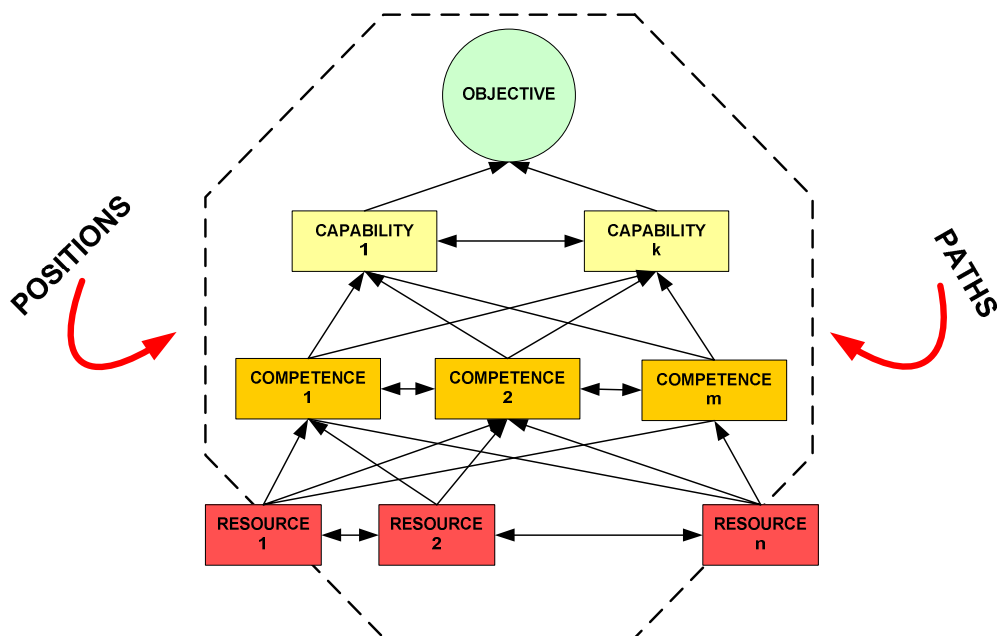 OBJECTIVE
POSITIONS
PATHS
CAPABILITY
1
CAPABILITY
k
COMPETENCE
1
COMPETENCE
2
COMPETENCE
m
RESOURCE
1
RESOURCE
2
RESOURCE
n